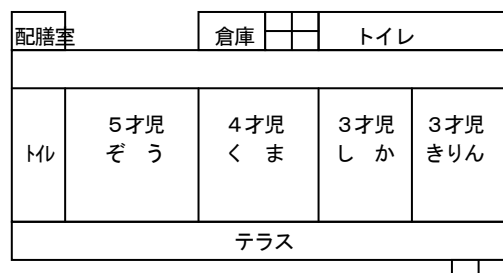 配膳室
倉庫
トイレ
ﾄｲﾚ
5才児
ぞ う
4才児
く ま
3才児
し か
3才児
きりん
テラス